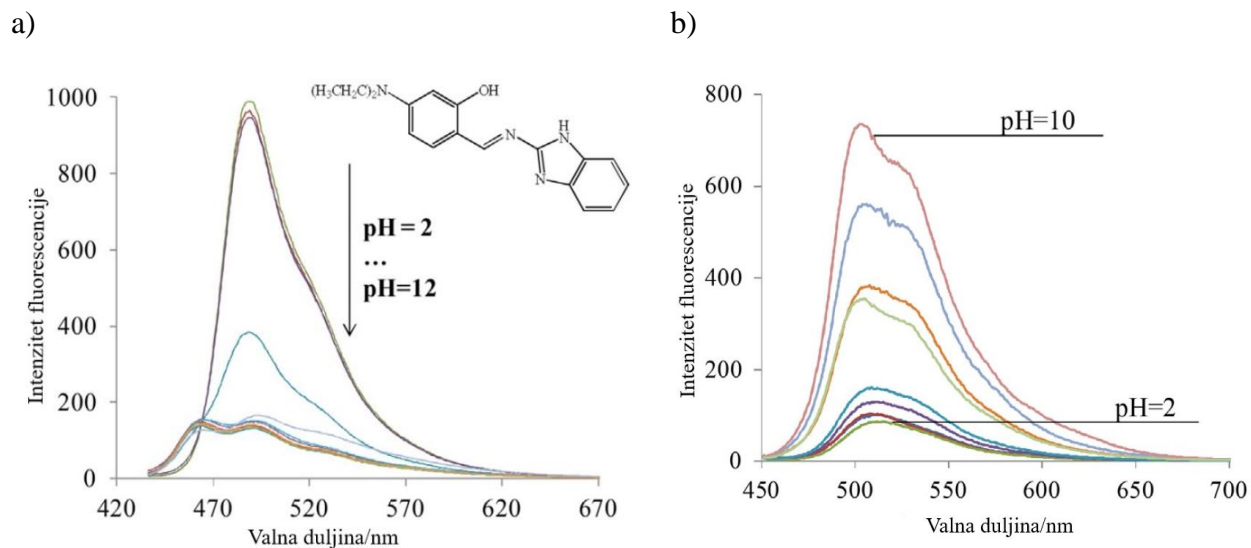 a)
b)
Intenzitet fluorescencije
1000
800
600
400
200
0
420
470
520
570
620
670
Valna duljina/nm
(H₃CH₂C)₂N
OH
N
H
N
N
pH = 2
...
pH=12
Intenzitet fluorescencije
800
600
400
200
0
450
500
550
600
650
700
Valna duljina/nm
pH=10
pH=2